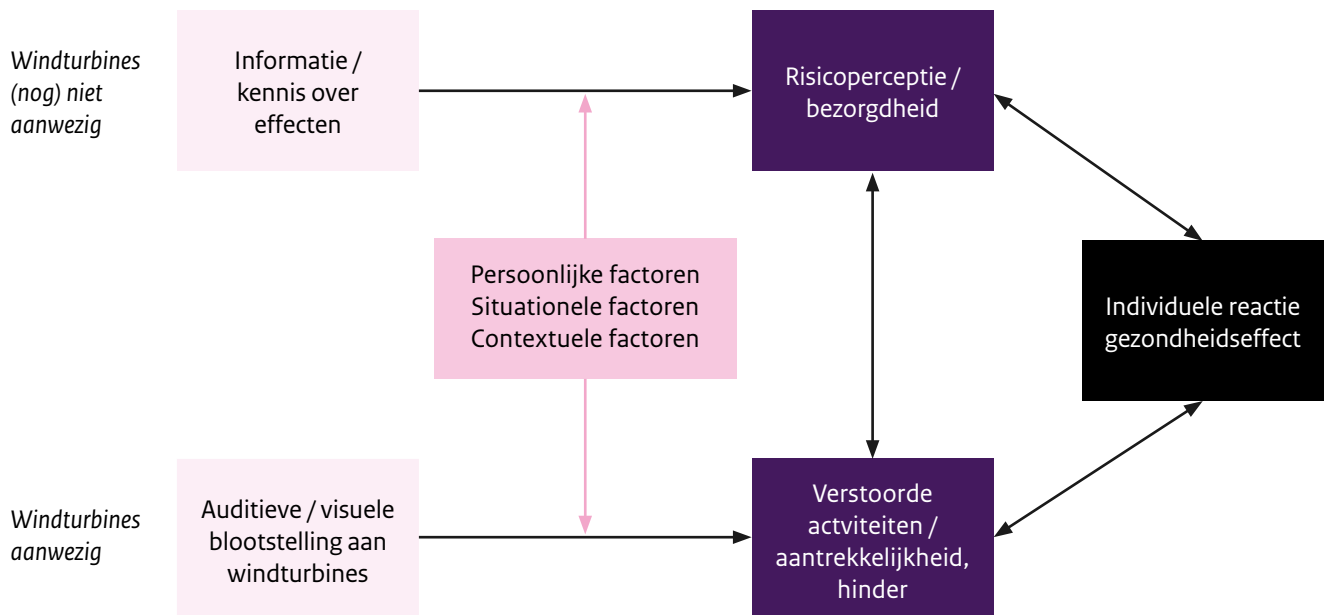 Windturbines
(nog) niet
aanwezig
Informatie /
kennis over
effecten
Risicoperceptie /
bezorgdheid
Persoonlijke factoren
Situationele factoren
Contextuele factoren
Individuele reactie
gezondheidseffect
Windturbines
aanwezig
Auditieve / visuele
blootstelling aan
windturbines
Verstoorde
actviteiten /
aantrekkelijkheid,
hinder